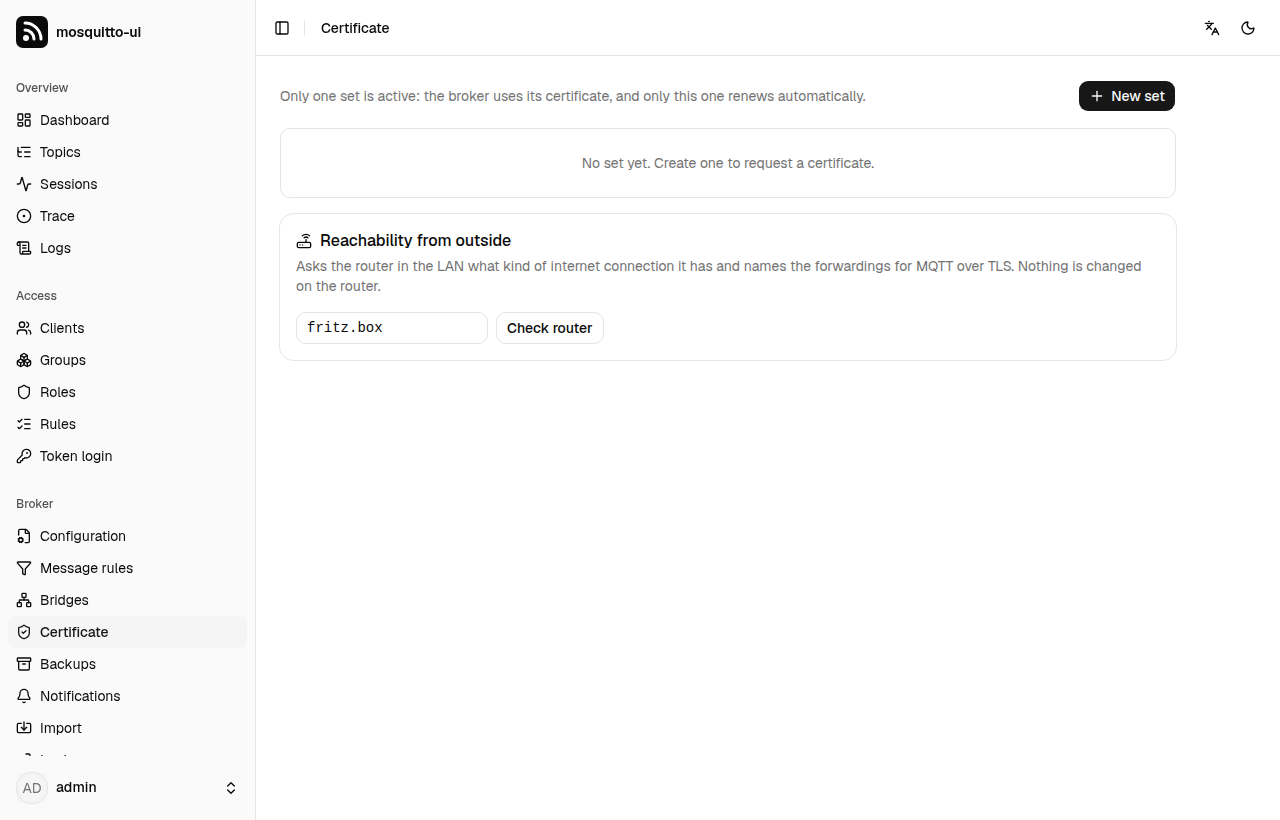 mosquitto-ui
Overview
Dashboard
Topics
Sessions
Trace
Logs
Access
Clients
Groups
Roles
Rules
Token login
Broker
Configuration
Message rules
Bridges
Certificate
Backups
Notifications
Import
AD admin
Certificate
Only one set is active: the broker uses its certificate, and only this one renews automatically.
New set
No set yet. Create one to request a certificate.
Reachability from outside
Asks the router in the LAN what kind of internet connection it has and names the forwardings for MQTT over TLS. Nothing is changed
on the router.
fritz.box
Check router